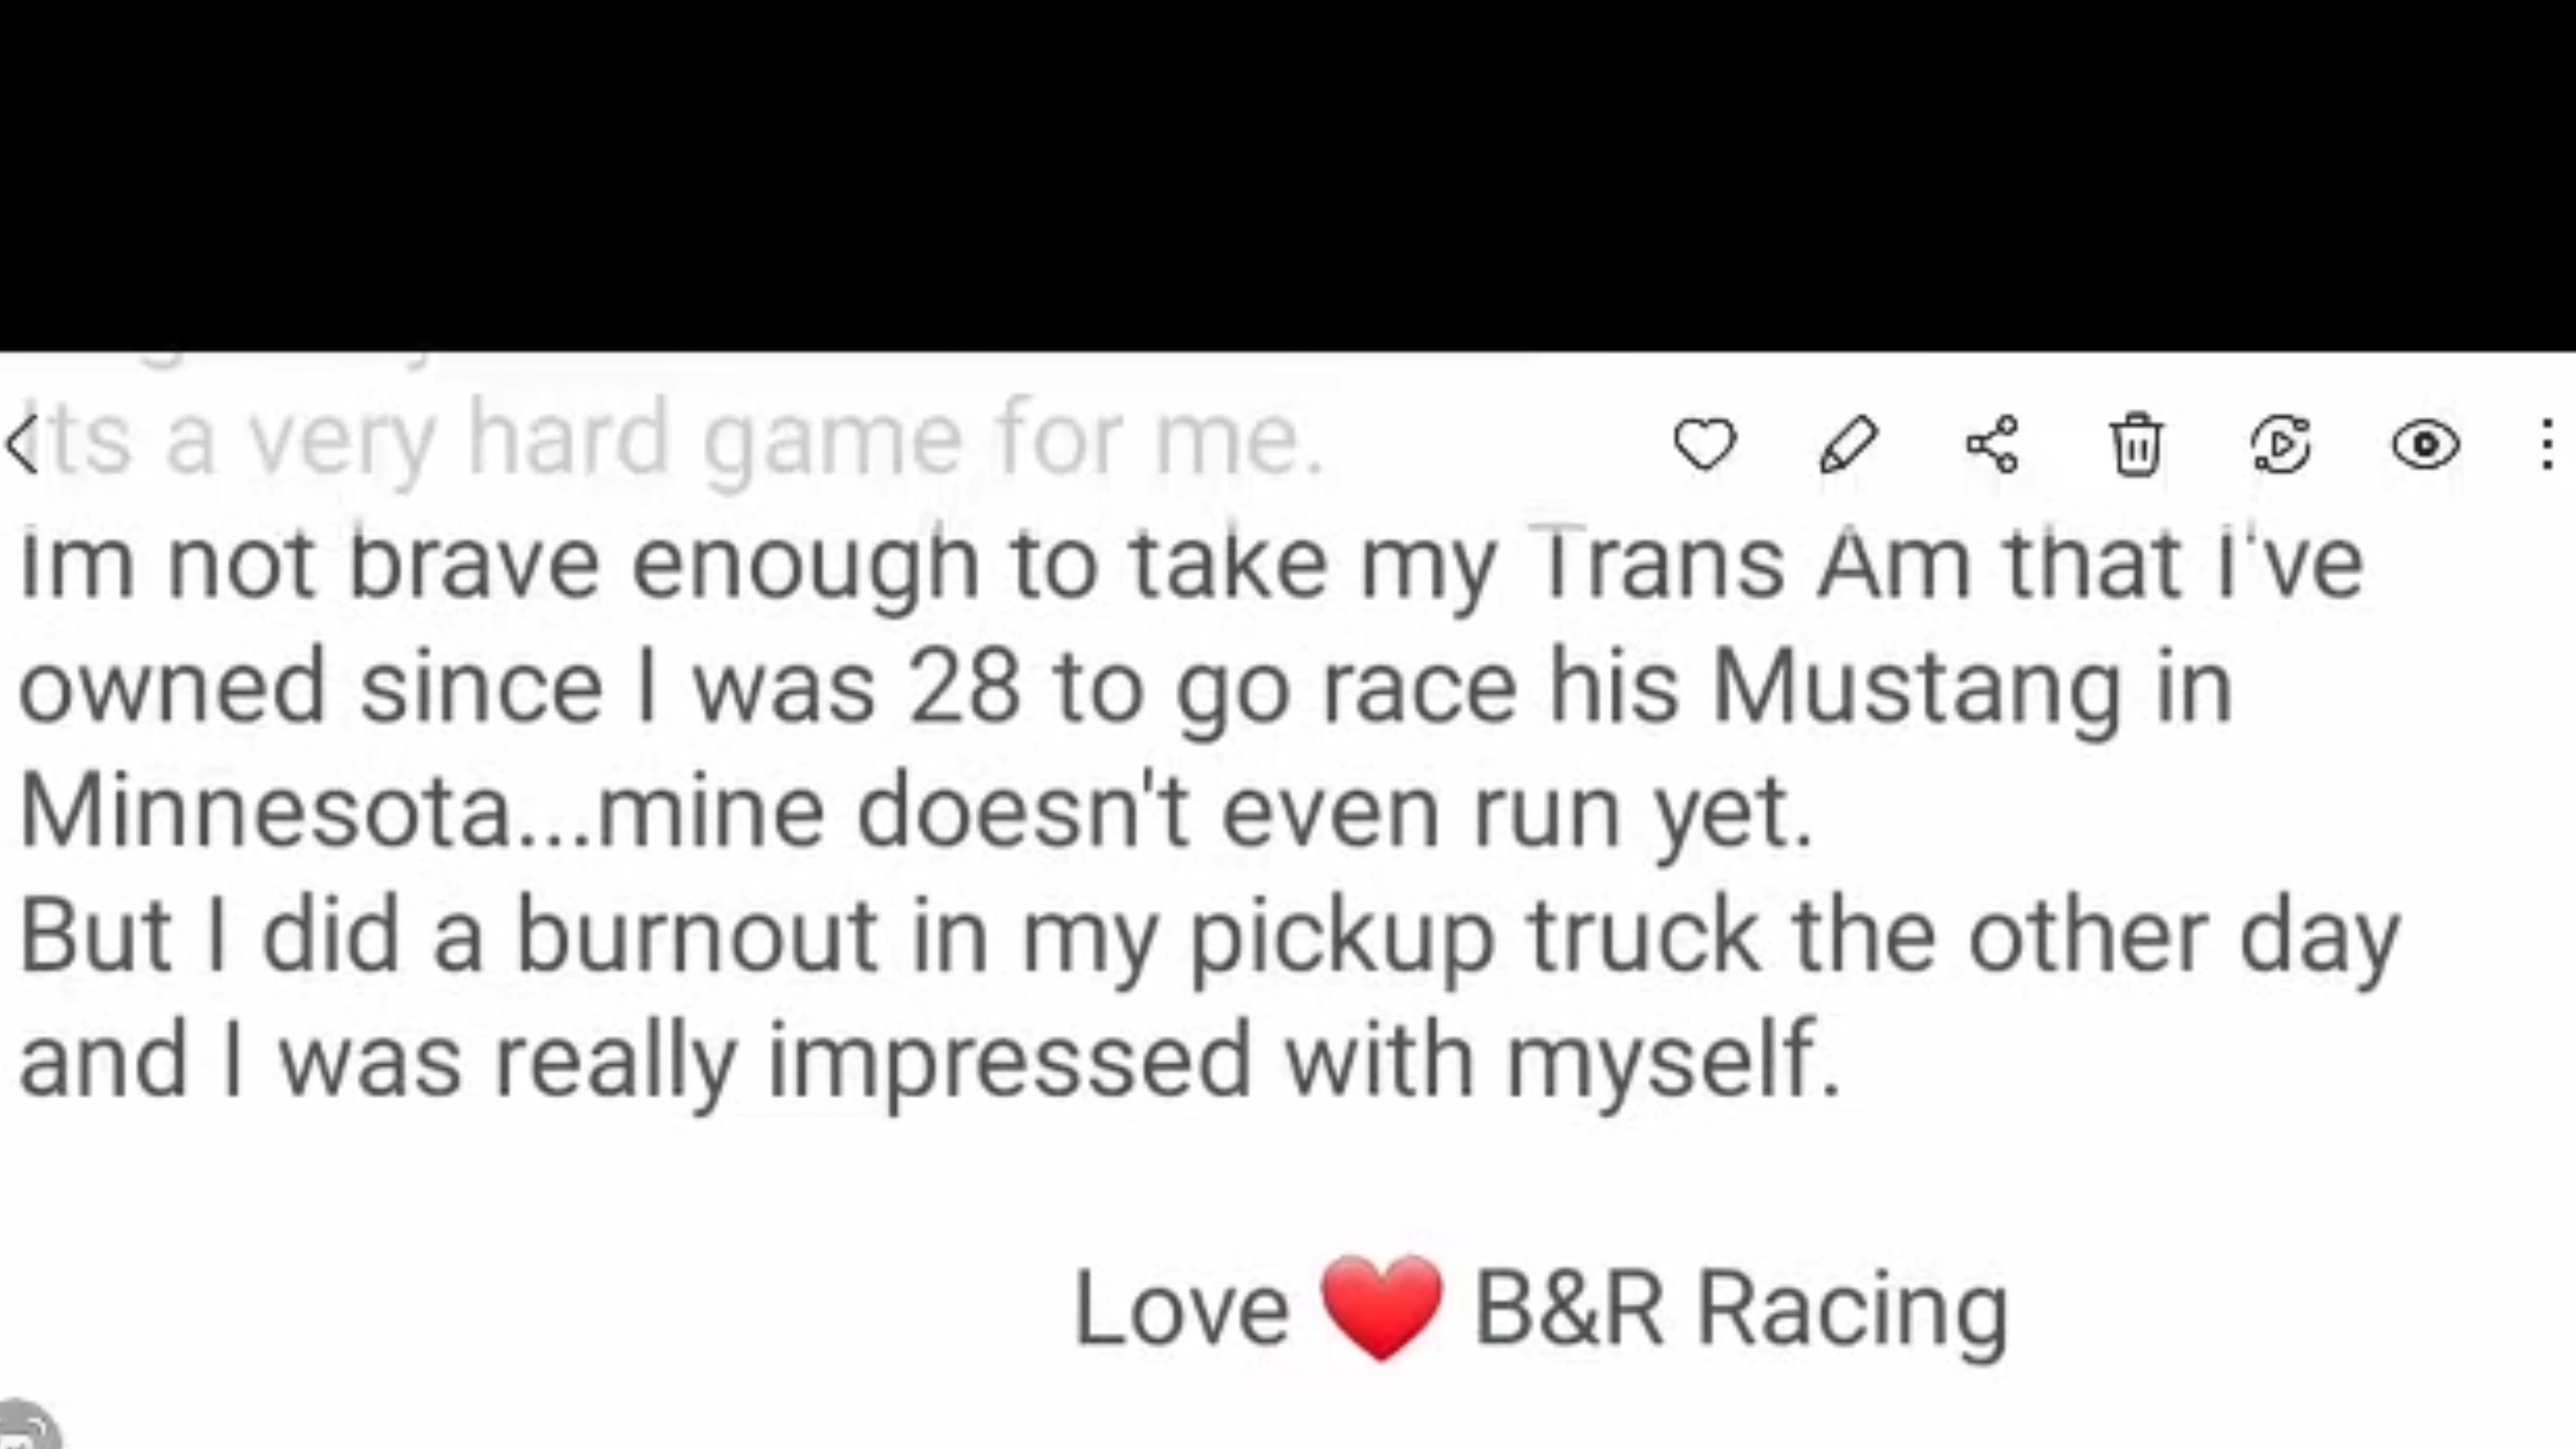 Its a very hard game for me.
Im not brave enough to take my Trans Am that I've
owned since I was 28 to go race his Mustang in
Minnesota...mine doesn't even run yet.
But I did a burnout in my pickup truck the other day
and I was really impressed with myself.
Love ❤️ B&R Racing